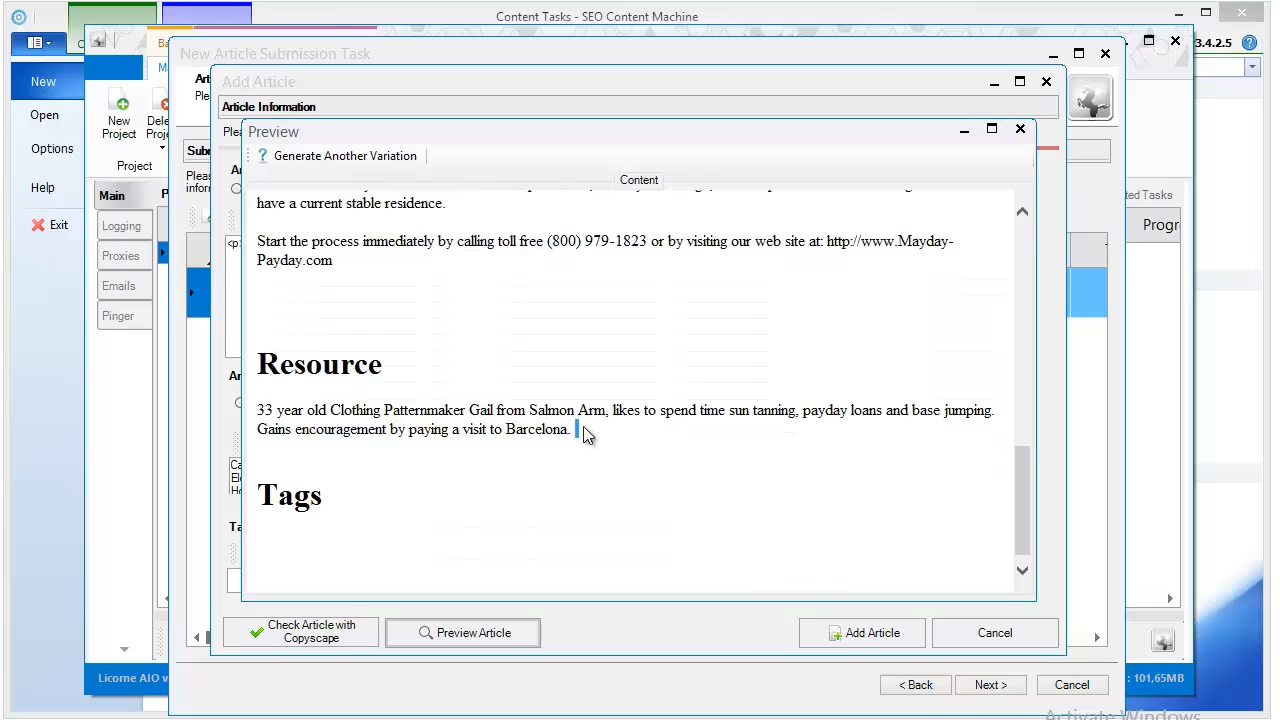 Content Tasks - SEO Content Machine
3.4.2.5
New Article Submission Task
New
Open
Options
Help
Exit
New
Project
Project
Add Article
Article Information
Preview
Generate Another Variation
Content
have a current stable residence.
Start the process immediately by calling toll free (800) 979-1823 or by visiting our web site at: http://www.Mayday-
Payday.com
Resource
33 year old Clothing Patternmaker Gail from Salmon Arm, likes to spend time sun tanning, payday loans and base jumping.
Gains encouragement by paying a visit to Barcelona.
Tags
Main
Logging
Proxies
Emails
Pinger
Tasks
Check Article with
Copyscape
Preview Article
Add Article
Cancel
< Back
Next >
Cancel
Licorne AIO
: 101,65MB
Activate Windows